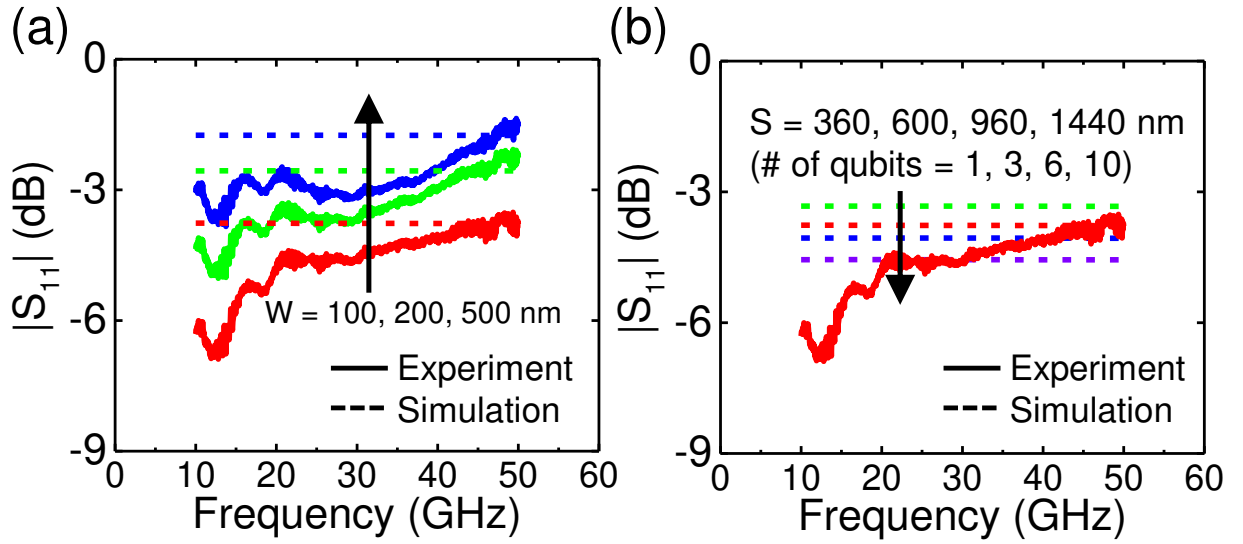 (a)
0
-3
-6
-9
|S11| (dB)
W = 100, 200, 500 nm
Experiment
Simulation
0 10 20 30 40 50 60
Frequency (GHz)
(b)
0
-3
-6
-9
|S11| (dB)
S = 360, 600, 960, 1440 nm
(# of qubits = 1, 3, 6, 10)
Experiment
Simulation
0 10 20 30 40 50 60
Frequency (GHz)